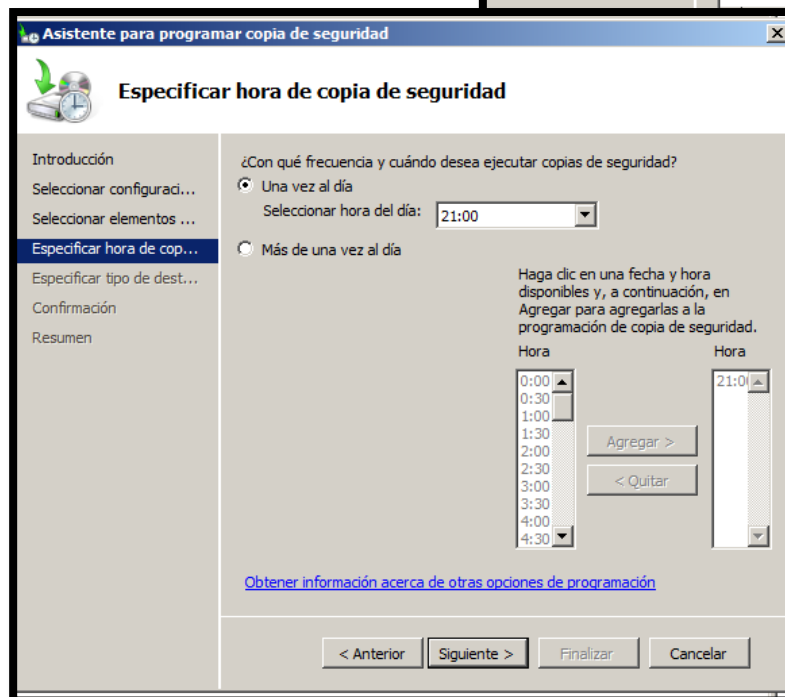 Asistente para programar copia de seguridad
Especificar hora de copia de seguridad
Introducción
Seleccionar configuraci...
Seleccionar elementos ...
Especificar hora de cop...
Especificar tipo de dest...
Confirmación
Resumen
¿Con qué frecuencia y cuándo desea ejecutar copias de seguridad?
Una vez al día
Seleccionar hora del día: 21:00
Más de una vez al día
Haga clic en una fecha y hora
disponibles y, a continuación, en
Agregar para agregarlas a la
programación de copia de seguridad.
Hora
0:00
0:30
1:00
1:30
2:00
2:30
3:00
3:30
4:00
4:30
Agregar >
< Quitar
Hora
21:00
Obtener información acerca de otras opciones de programación
< Anterior
Siguiente >
Finalizar
Cancelar